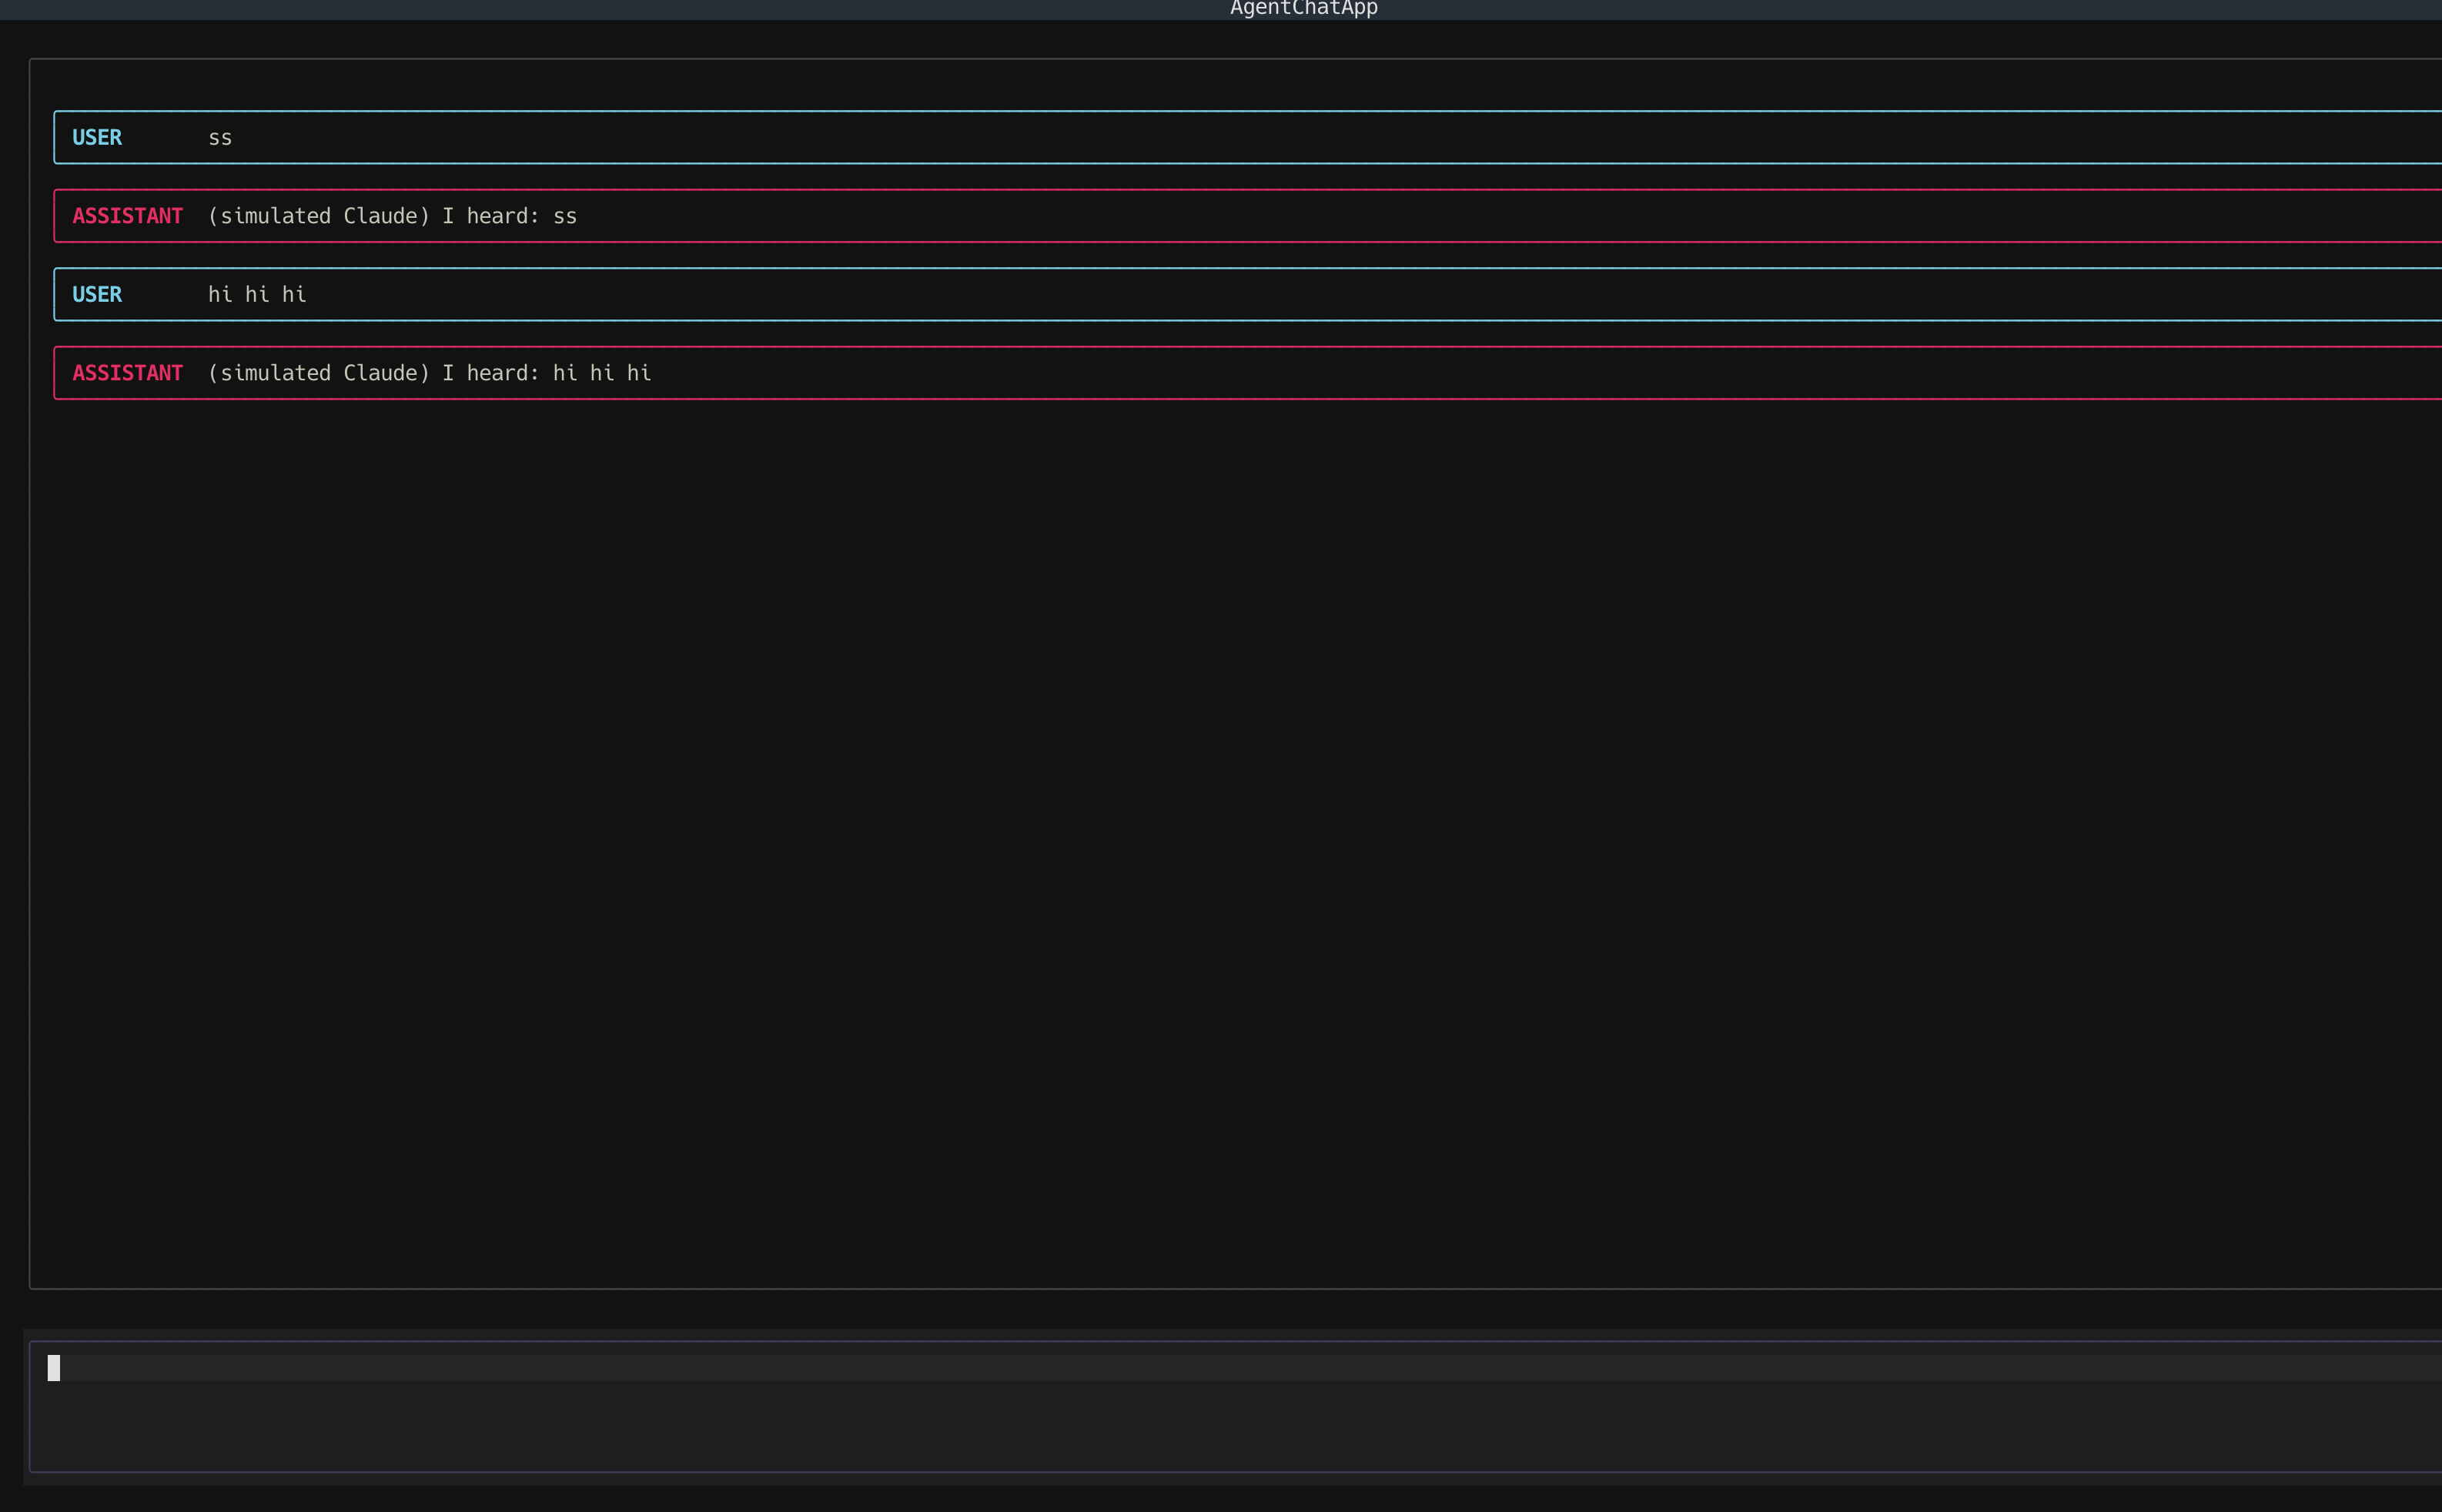 AgentChatApp
USER ss
ASSISTANT (simulated Claude) I heard: ss
USER hi hi hi
ASSISTANT (simulated Claude) I heard: hi hi hi